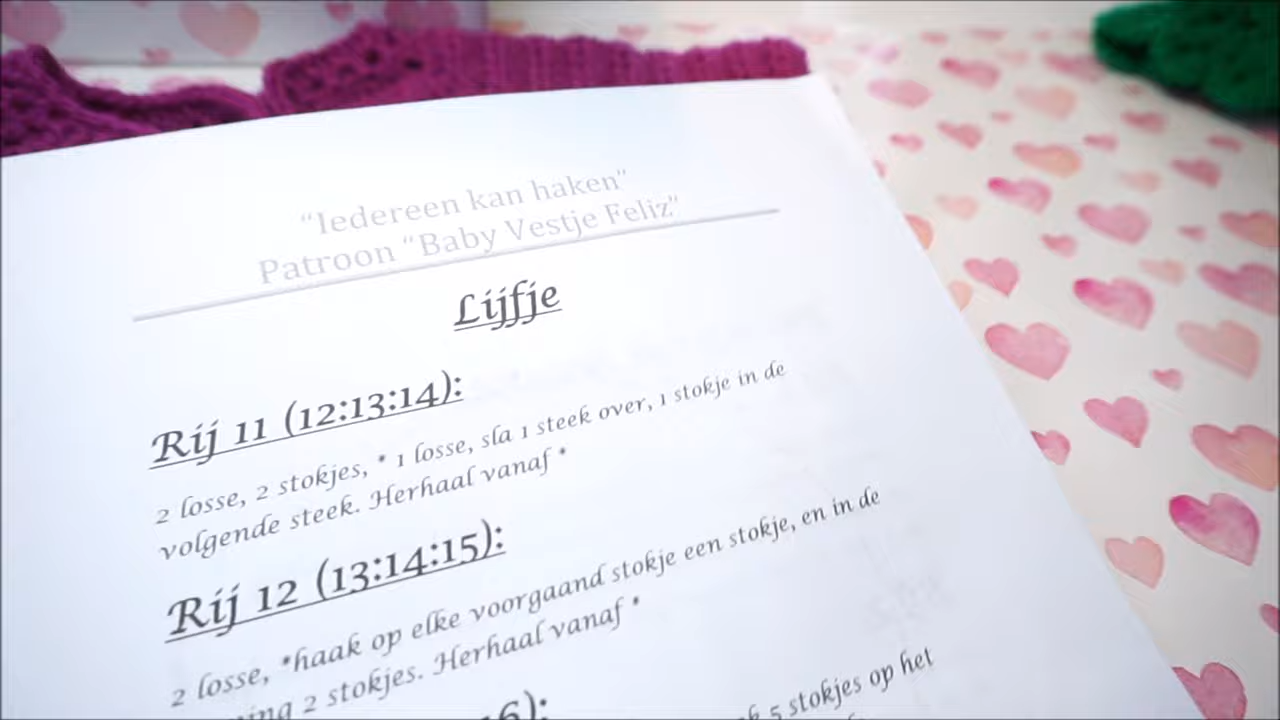 “Iedereen kan haken”
Patroon “Baby Vestje Feliz”
Lijfje
Rij 11 (12:13:14):
2 losse, 2 stokjes, * 1 losse, sla 1 steek over, 1 stokje in de
volgende steek. Herhaal vanaf *
Rij 12 (13:14:15):
2 losse, *haak op elke voorgaand stokje een stokje, en in de
2 stokjes. Herhaal vanaf *
5 stokjes op het